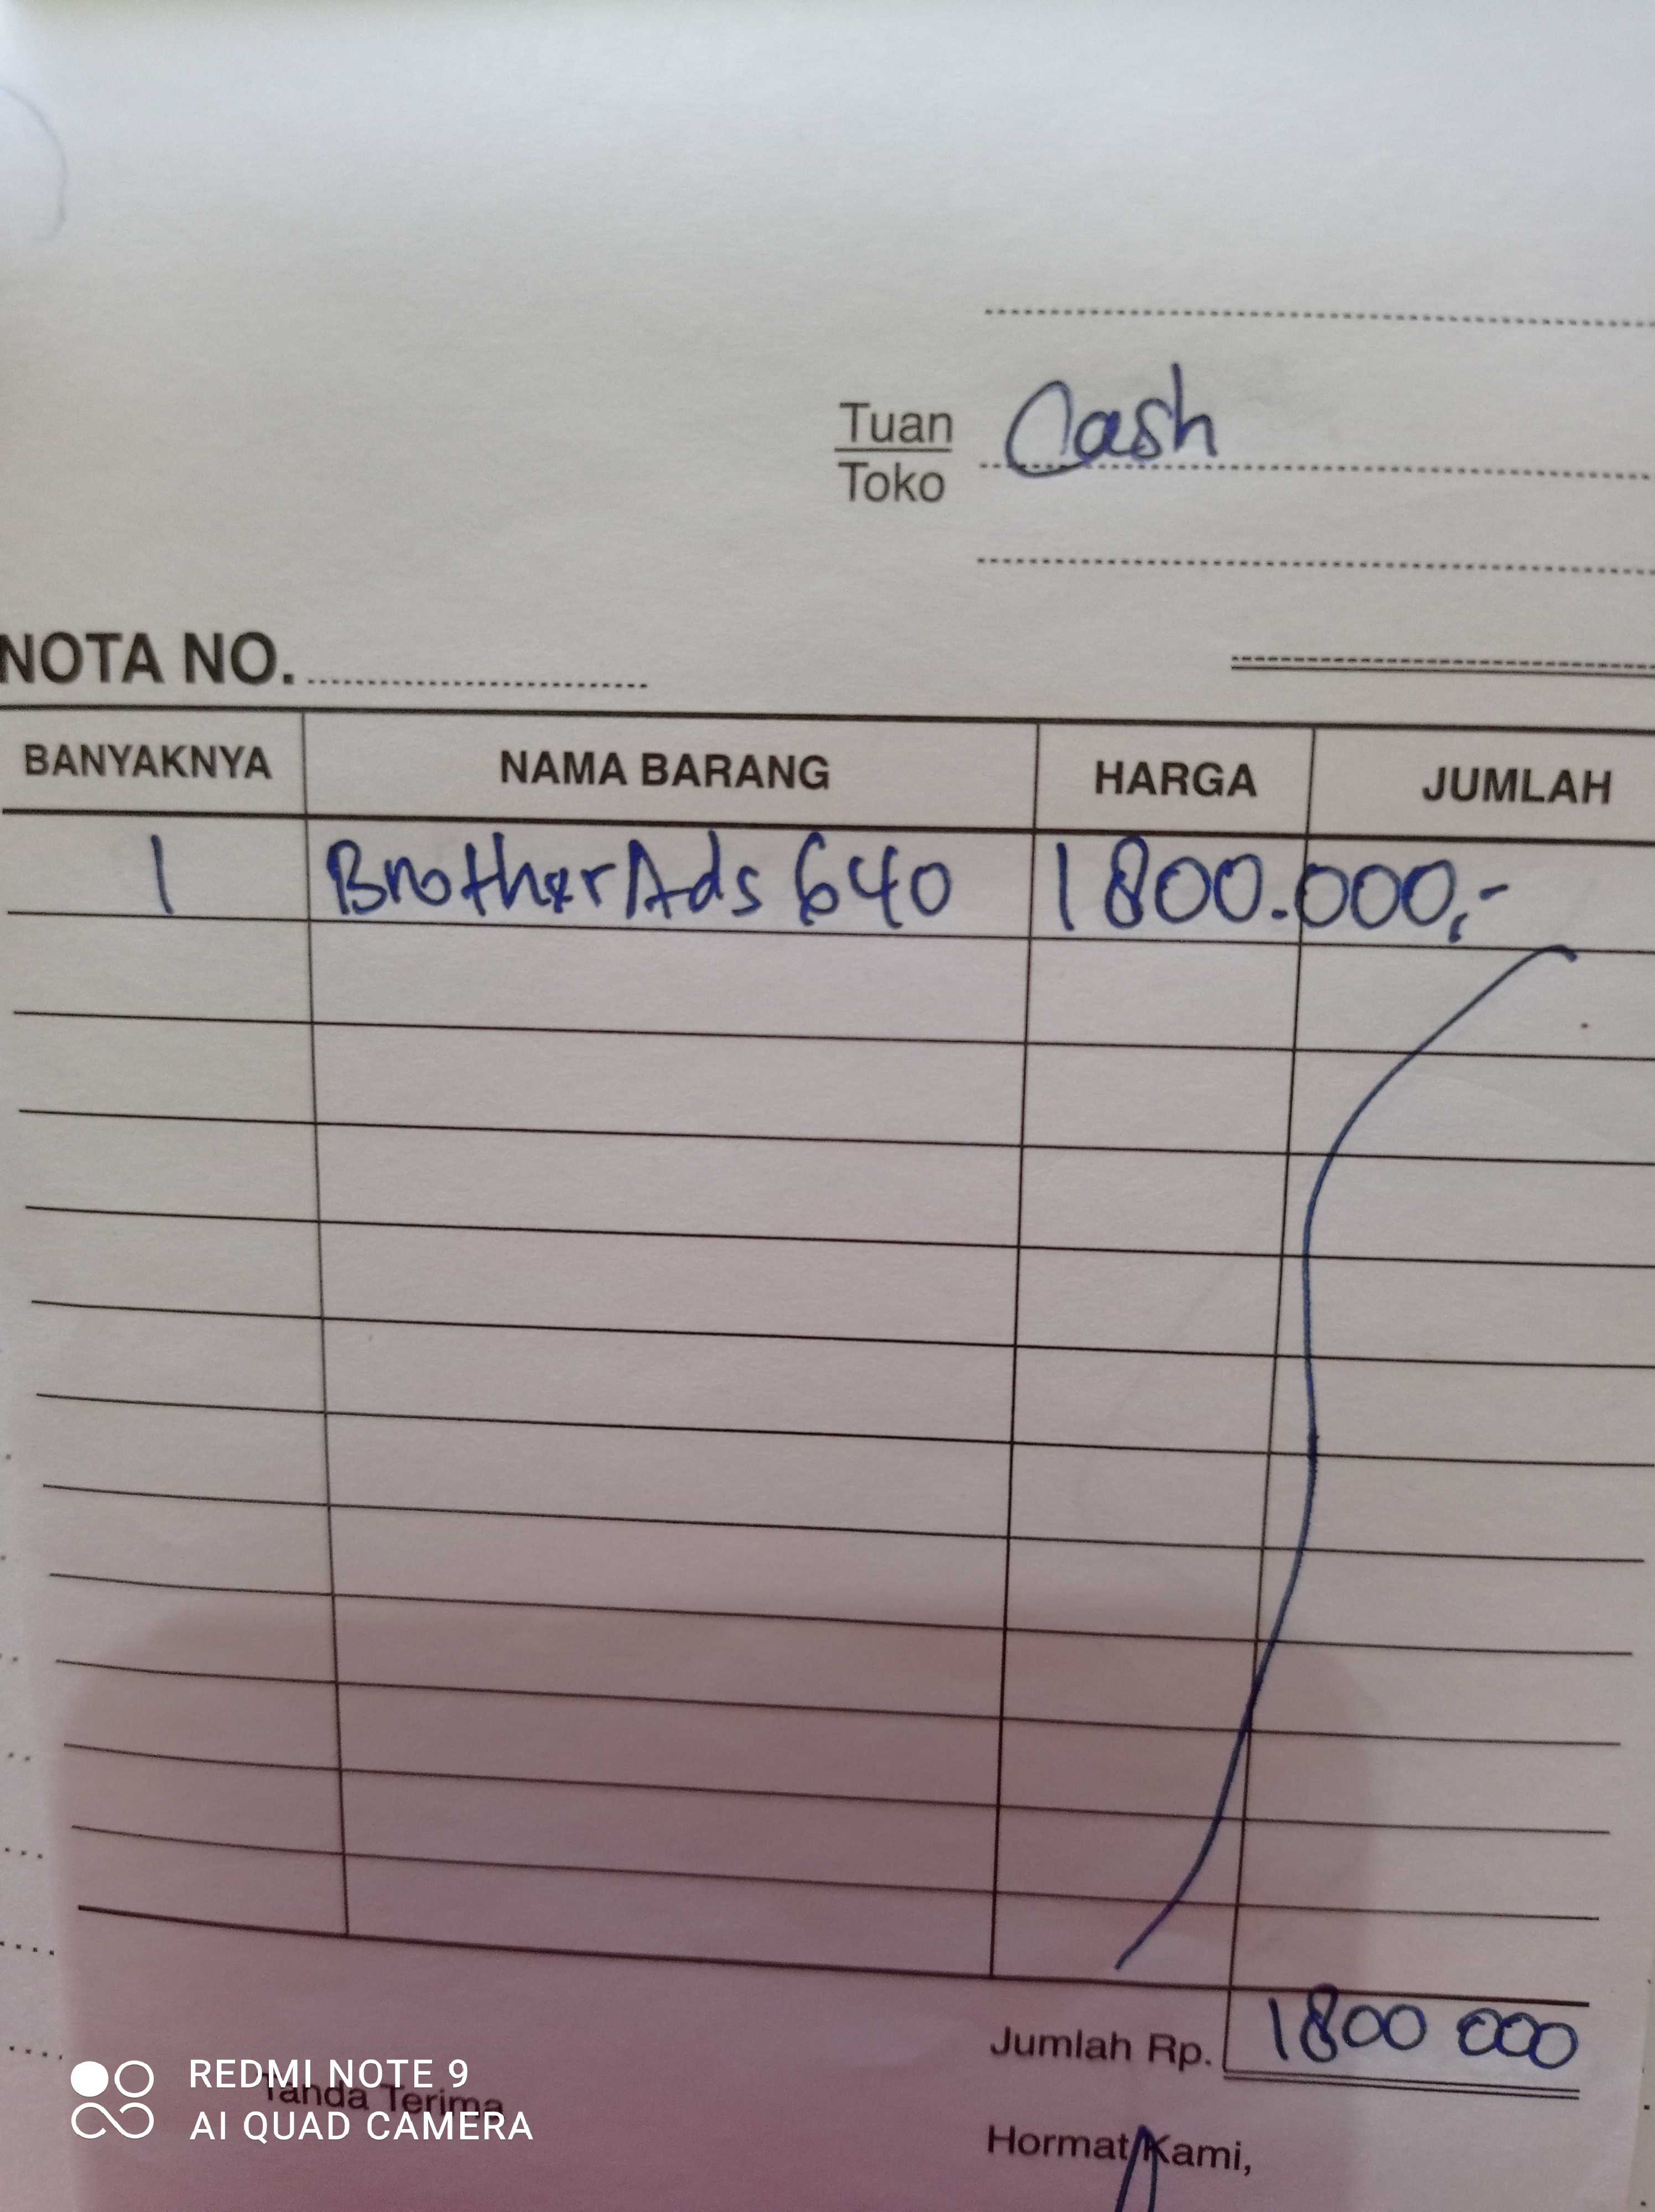 Tuan Cash
Toko
NOTA NO.
BANYAKNYA NAMA BARANG HARGA JUMLAH
1 Brother Ads 640 1800.000,-
Jumlah Rp. 1800 000
Tanda Terima
Hormat Kami,
REDMI NOTE 9
AI QUAD CAMERA